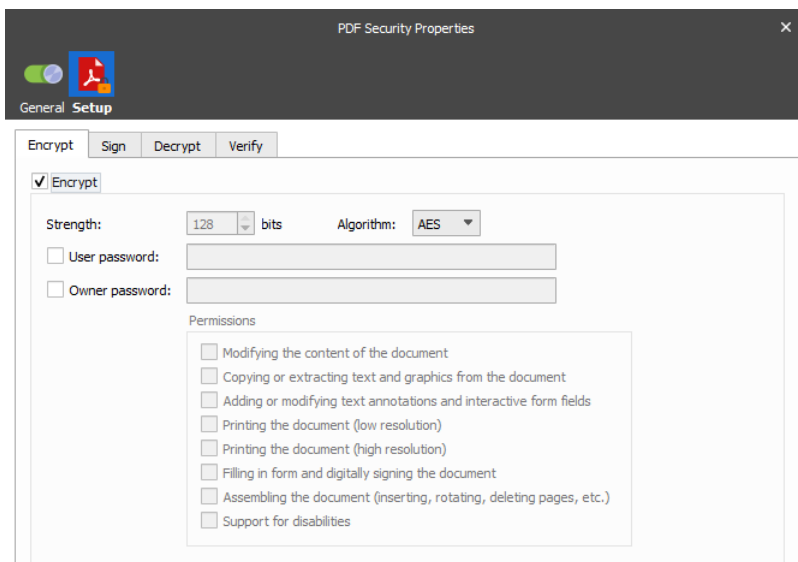 PDF Security Properties
General Setup
Encrypt Sign Decrypt Verify
Encrypt
Strength: 128 bits Algorithm: AES
User password:
Owner password:
Permissions
Modifying the content of the document
Copying or extracting text and graphics from the document
Adding or modifying text annotations and interactive form fields
Printing the document (low resolution)
Printing the document (high resolution)
Filling in form and digitally signing the document
Assembling the document (inserting, rotating, deleting pages, etc.)
Support for disabilities